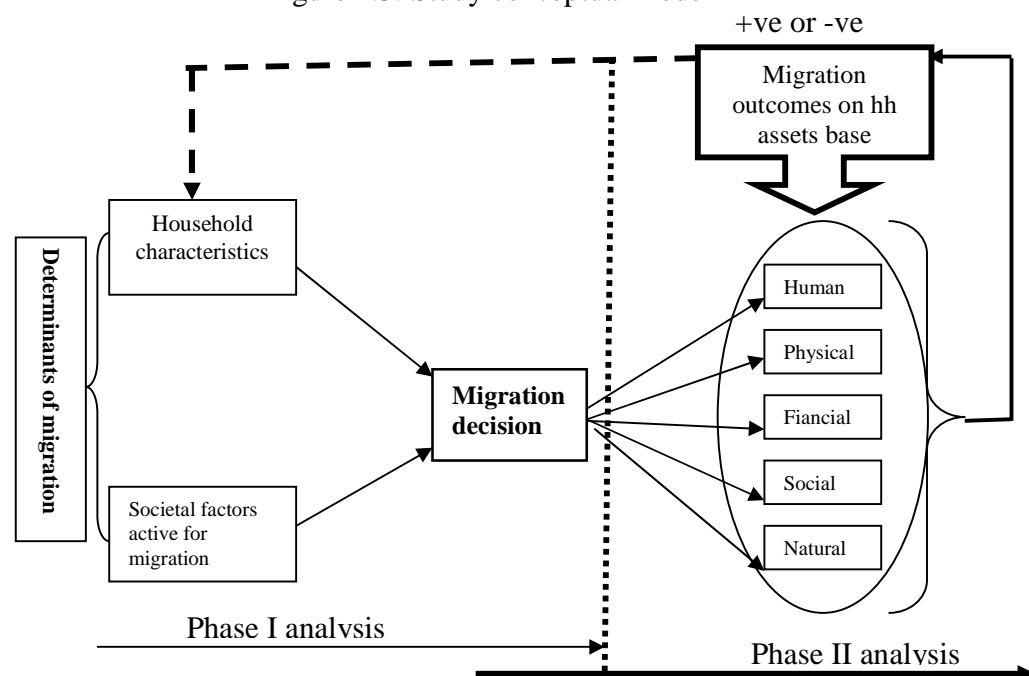 +ve or -ve
Migration
outcomes on hh
assets base
Household
characteristics
Determinants of migration
Human
Physical
Fiancial
Social
Natural
Migration
decision
Societal factors
active for
migration
Phase I analysis
Phase II analysis